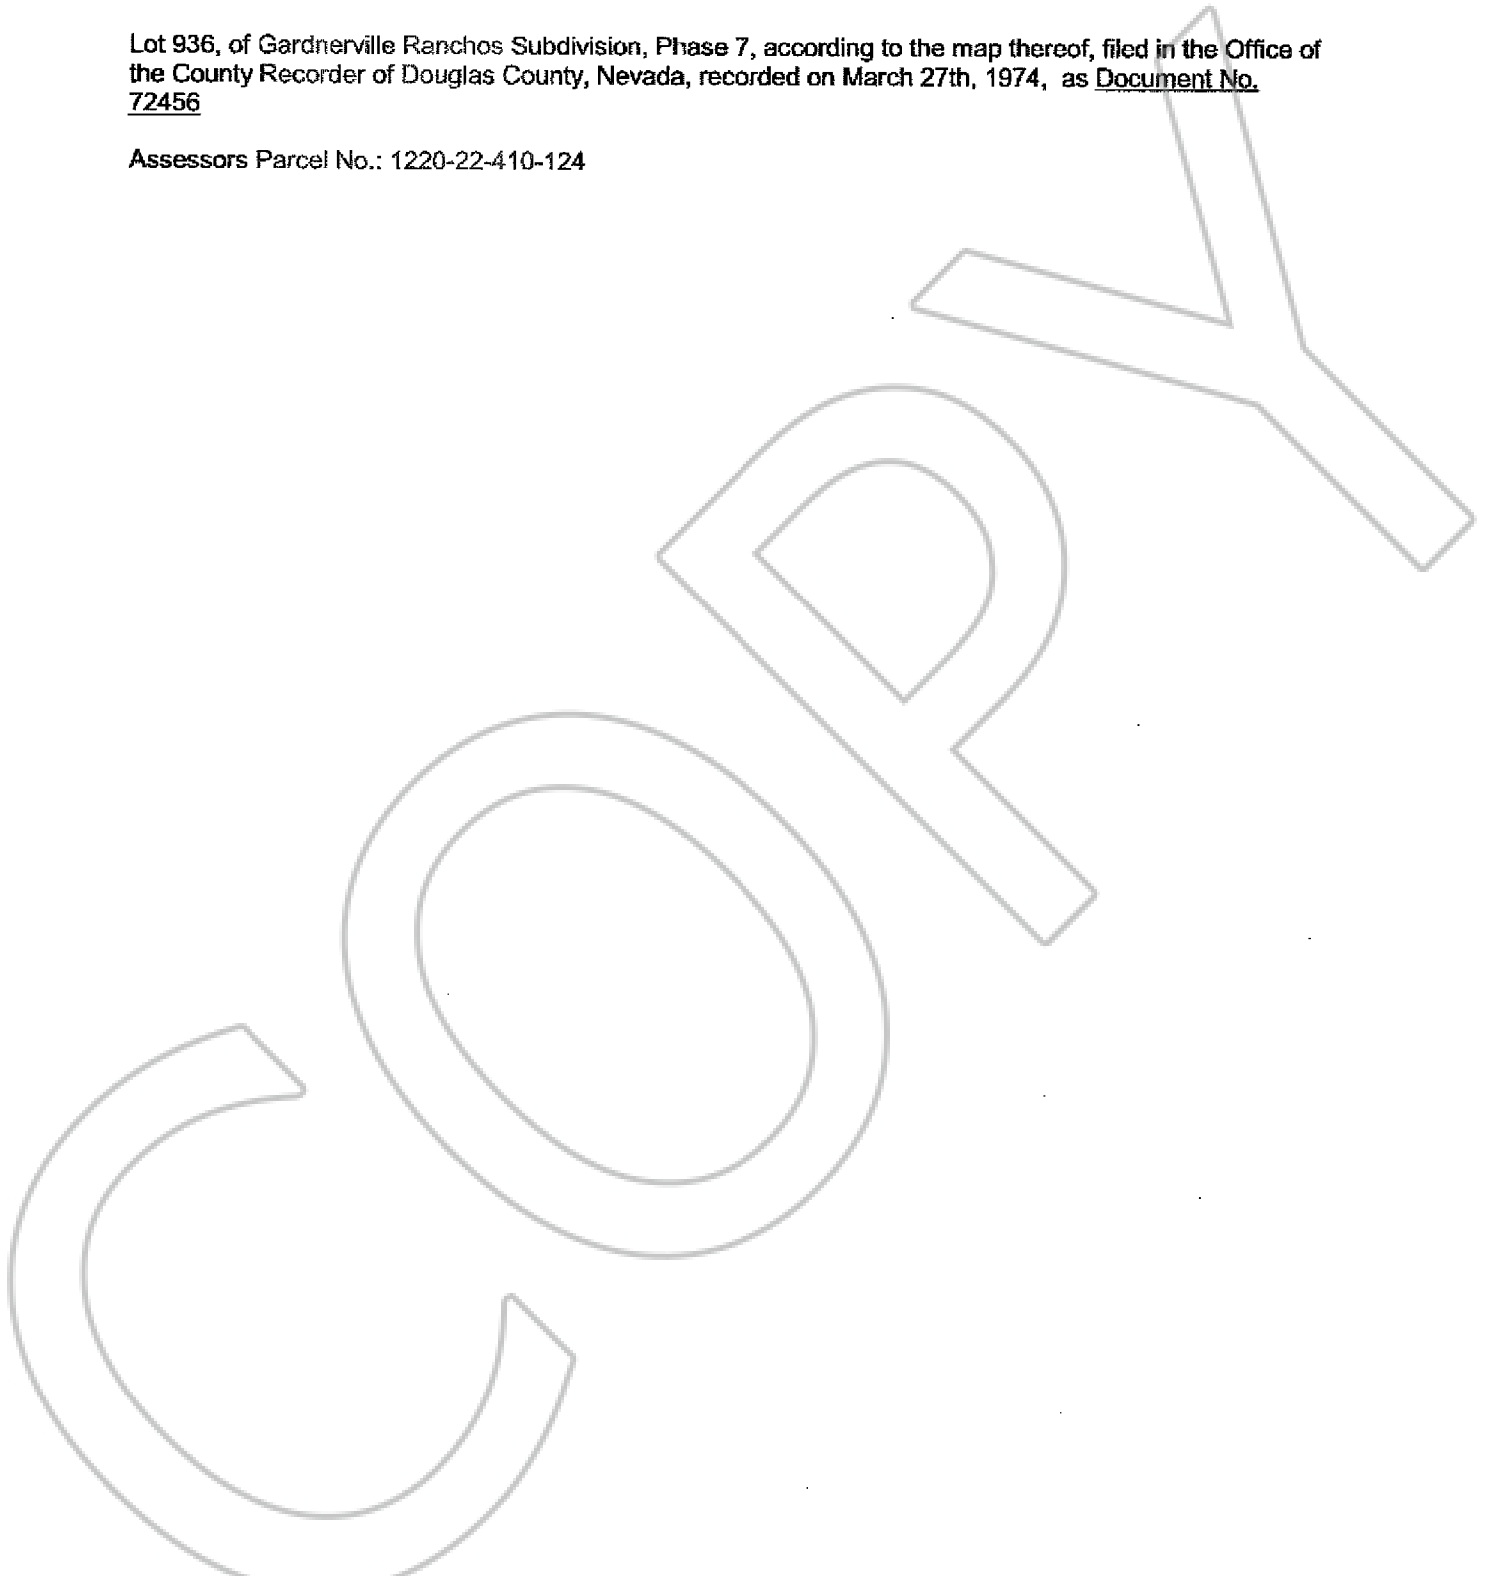 Lot 936, of Gardnerville Ranchos Subdivision, Phase 7, according to the map thereof, filed in the Office of
the County Recorder of Douglas County, Nevada, recorded on March 27th, 1974, as Document No.
72456
Assessors Parcel No.: 1220-22-410-124
COPY